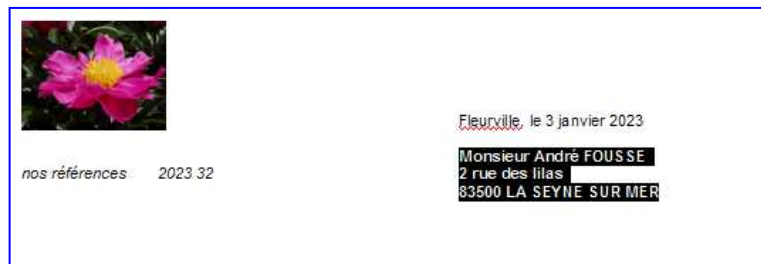 Fleurville, le 3 janvier 2023
Monsieur André FOUSSE
nos références 2023 32
2 rue des lilas
83500 LA SEYNE SUR MER